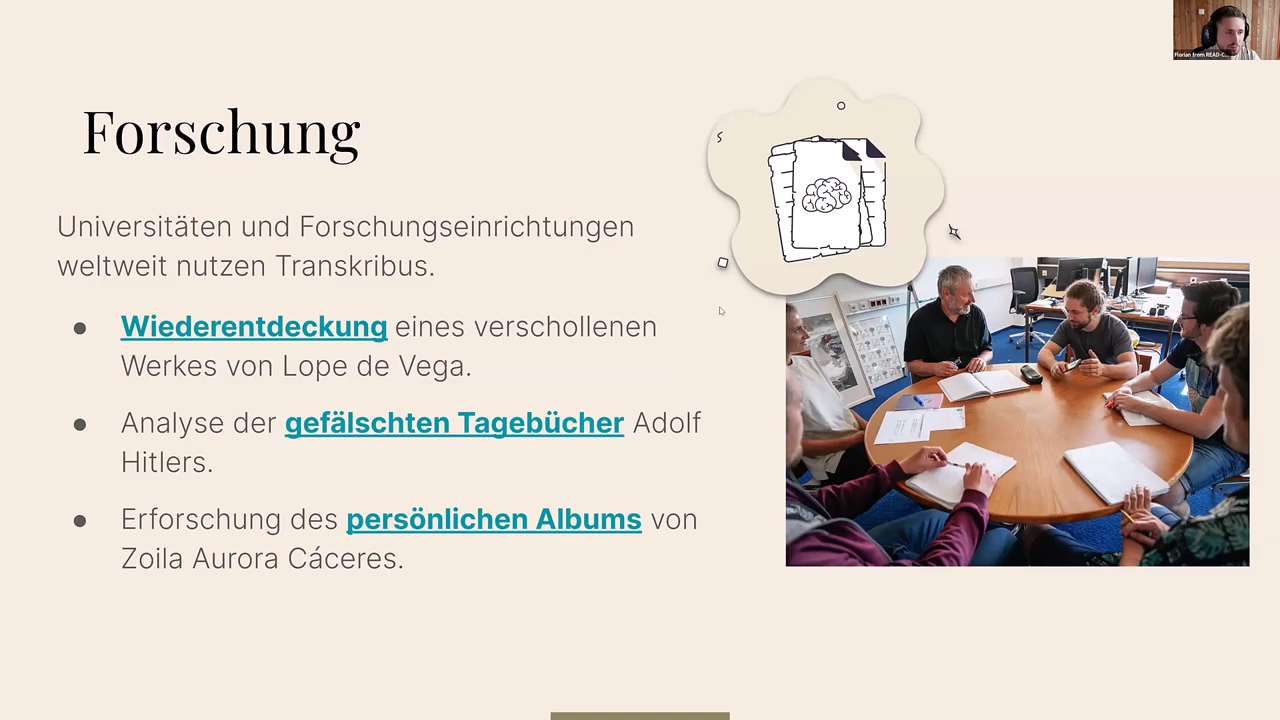 Forschung
Universitäten und Forschungseinrichtungen
weltweit nutzen Transkribus.
● Wiederentdeckung eines verschollenen
Werkes von Lope de Vega.
● Analyse der gefälschten Tagebücher Adolf
Hitlers.
● Erforschung des persönlichen Albums von
Zoila Aurora Cáceres.
Florian from READ-C...